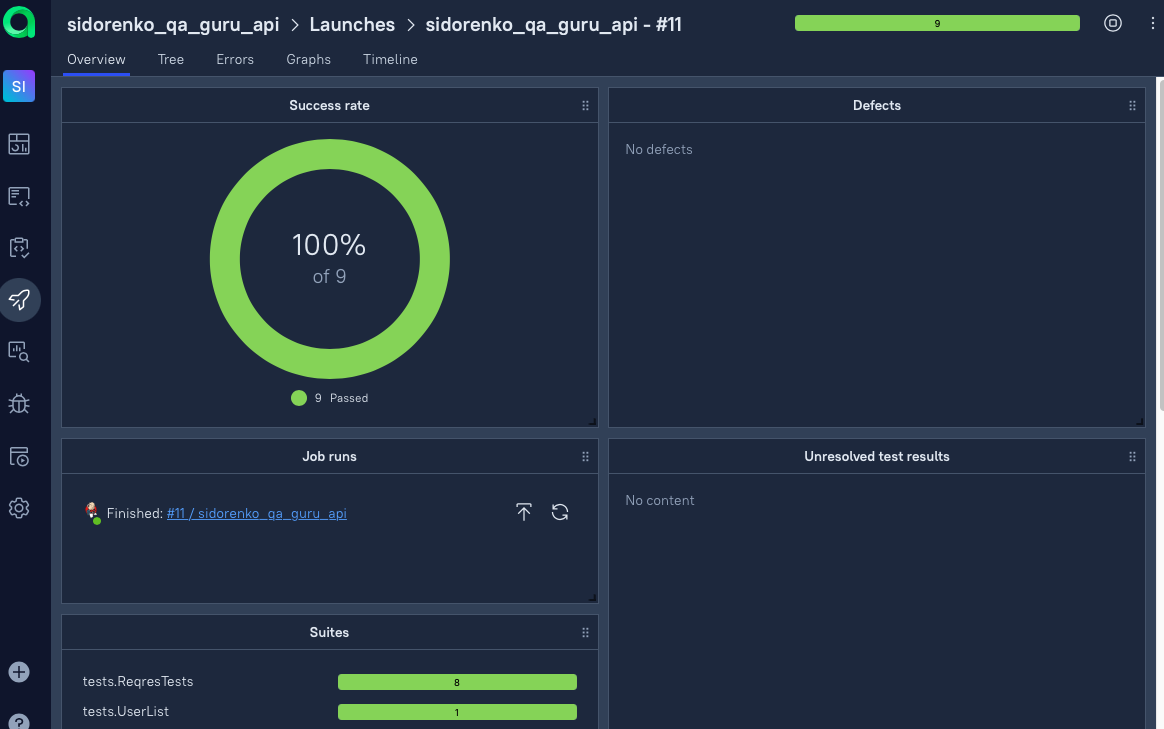 sidorenko_qa_guru_api > Launches > sidorenko_qa_guru_api - #11
9
Overview Tree Errors Graphs Timeline
SI
Success rate
100%
of 9
9 Passed
Defects
No defects
Job runs
Finished: #11 / sidorenko_qa_guru_api
Unresolved test results
No content
Suites
tests.ReqresTests 8
tests.UserList 1
?